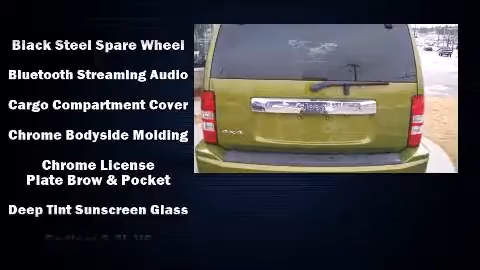 Black Steel Spare Wheel
Bluetooth Streaming Audio
Cargo Compartment Cover
Chrome Bodyside Molding
Chrome License
Plate Brow & Pocket
Deep Tint Sunscreen Glass
4x4